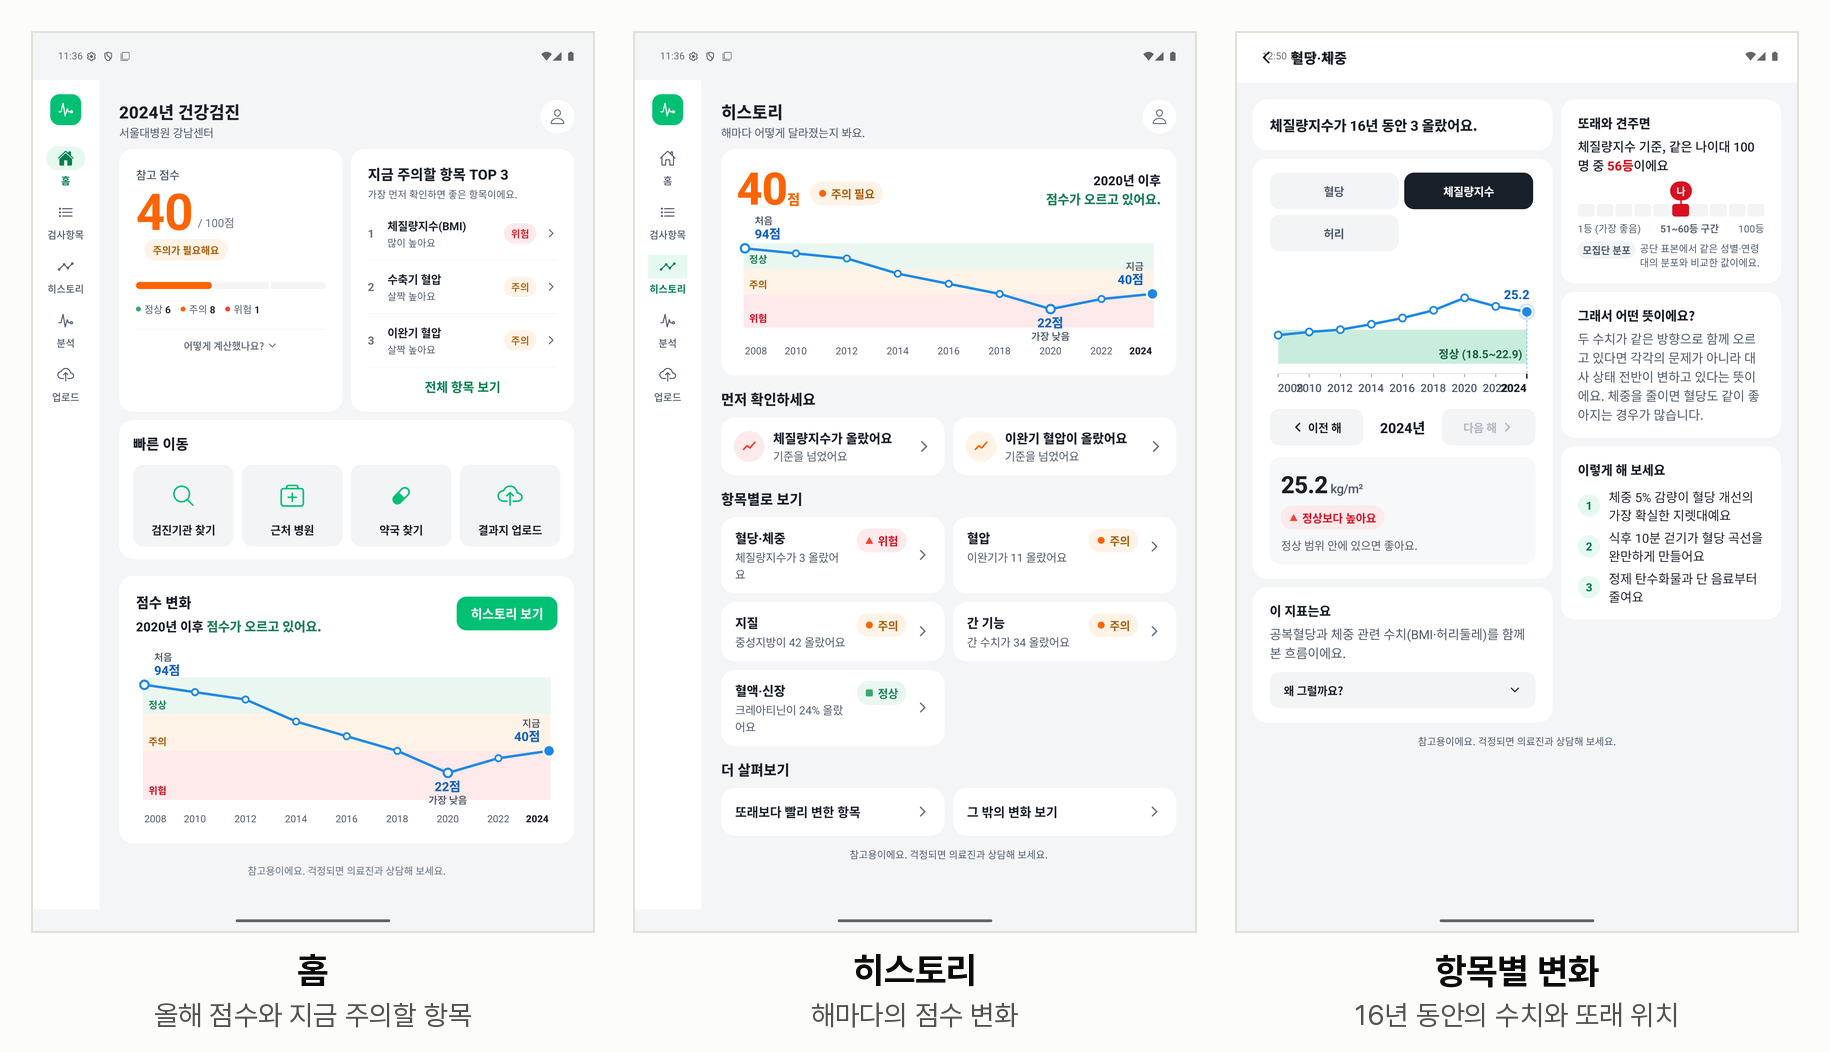 11:36
2024년 건강검진
서울대병원 강남센터
홈
검사항목
히스토리
분석
업로드
참고 점수
40 / 100점
주의가 필요해요
정상 6 주의 8 위험 1
어떻게 계산했나요?
지금 주의할 항목 TOP 3
가장 먼저 확인하면 좋은 항목이에요.
1 체질량지수(BMI) 위험
많이 높아요
2 수축기 혈압 주의
살짝 높아요
3 이완기 혈압 주의
살짝 높아요
전체 항목 보기
빠른 이동
검진기관 찾기
근처 병원
약국 찾기
결과지 업로드
점수 변화
2020년 이후 점수가 오르고 있어요.
히스토리 보기
처음
94점
정상
주의
위험
지금
40점
22점
가장 낮음
2008 2010 2012 2014 2016 2018 2020 2022 2024
참고용이에요. 걱정되면 의료진과 상담해 보세요.
홈
올해 점수와 지금 주의할 항목
11:36
히스토리
해마다 어떻게 달라졌는지 봐요.
홈
검사항목
히스토리
분석
업로드
40점 주의 필요
2020년 이후
점수가 오르고 있어요.
처음
94점
정상
주의
위험
지금
40점
22점
가장 낮음
2008 2010 2012 2014 2016 2018 2020 2022 2024
먼저 확인하세요
체질량지수가 올랐어요
기준을 넘었어요
이완기 혈압이 올랐어요
기준을 넘었어요
항목별로 보기
혈당·체중 위험
체질량지수가 3 올랐어
요
혈압 주의
이완기가 11 올랐어요
지질 주의
중성지방이 42 올랐어요
간 기능 주의
간 수치가 34 올랐어요
혈액·신장 정상
크레아티닌이 24% 올랐
어요
더 살펴보기
또래보다 빨리 변한 항목
그 밖의 변화 보기
참고용이에요. 걱정되면 의료진과 상담해 보세요.
히스토리
해마다의 점수 변화
혈당·체중
체질량지수가 16년 동안 3 올랐어요.
혈당
체질량지수
허리
25.2
정상 (18.5~22.9)
2008 2010 2012 2014 2016 2018 2020 2022 2024
이전 해
2024년
다음 해
25.2 kg/m²
정상보다 높아요
정상 범위 안에 있으면 좋아요.
이 지표는요
공복혈당과 체중 관련 수치(BMI·허리둘레)를 함께
본 흐름이에요.
왜 그럴까요?
또래와 견주면
체질량지수 기준, 같은 나이대 100
명 중 56등이에요
나
1등 (가장 좋음) 51~60등 구간 100등
모집단 분포 공단 표본에서 같은 성별·연령
대의 분포와 비교한 값이에요.
그래서 어떤 뜻이에요?
두 수치가 같은 방향으로 함께 오르
고 있다면 각각의 문제가 아니라 대
사 상태 전반이 변하고 있다는 뜻이
에요. 체중을 줄이면 혈당도 같이 좋
아지는 경우가 많습니다.
이렇게 해 보세요
1 체중 5% 감량이 혈당 개선의
가장 확실한 지렛대예요
2 식후 10분 걷기가 혈당 곡선을
완만하게 만들어요
3 정제 탄수화물과 단 음료부터
줄여요
참고용이에요. 걱정되면 의료진과 상담해 보세요.
항목별 변화
16년 동안의 수치와 또래 위치